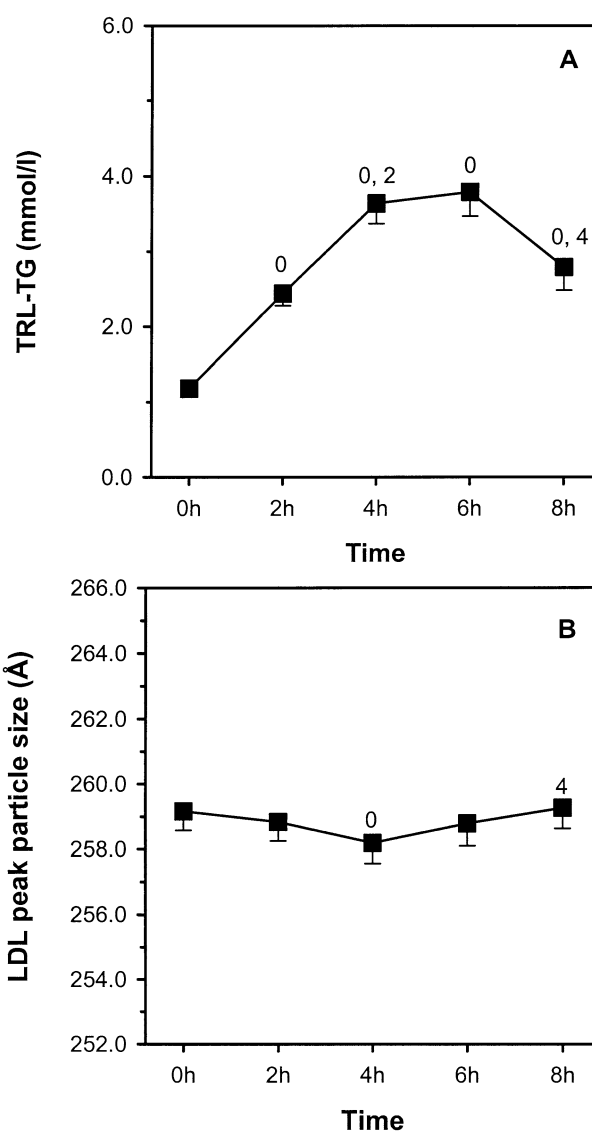 6.0
A
TRL-TG (mmol/l)
0, 2
0
4.0
0, 4
0
2.0
0.0
0h 2h 4h 6h 8h
Time
266.0
B
264.0
LDL peak particle size (Å)
262.0
260.0
4
0
258.0
256.0
254.0
252.0
0h 2h 4h 6h 8h
Time